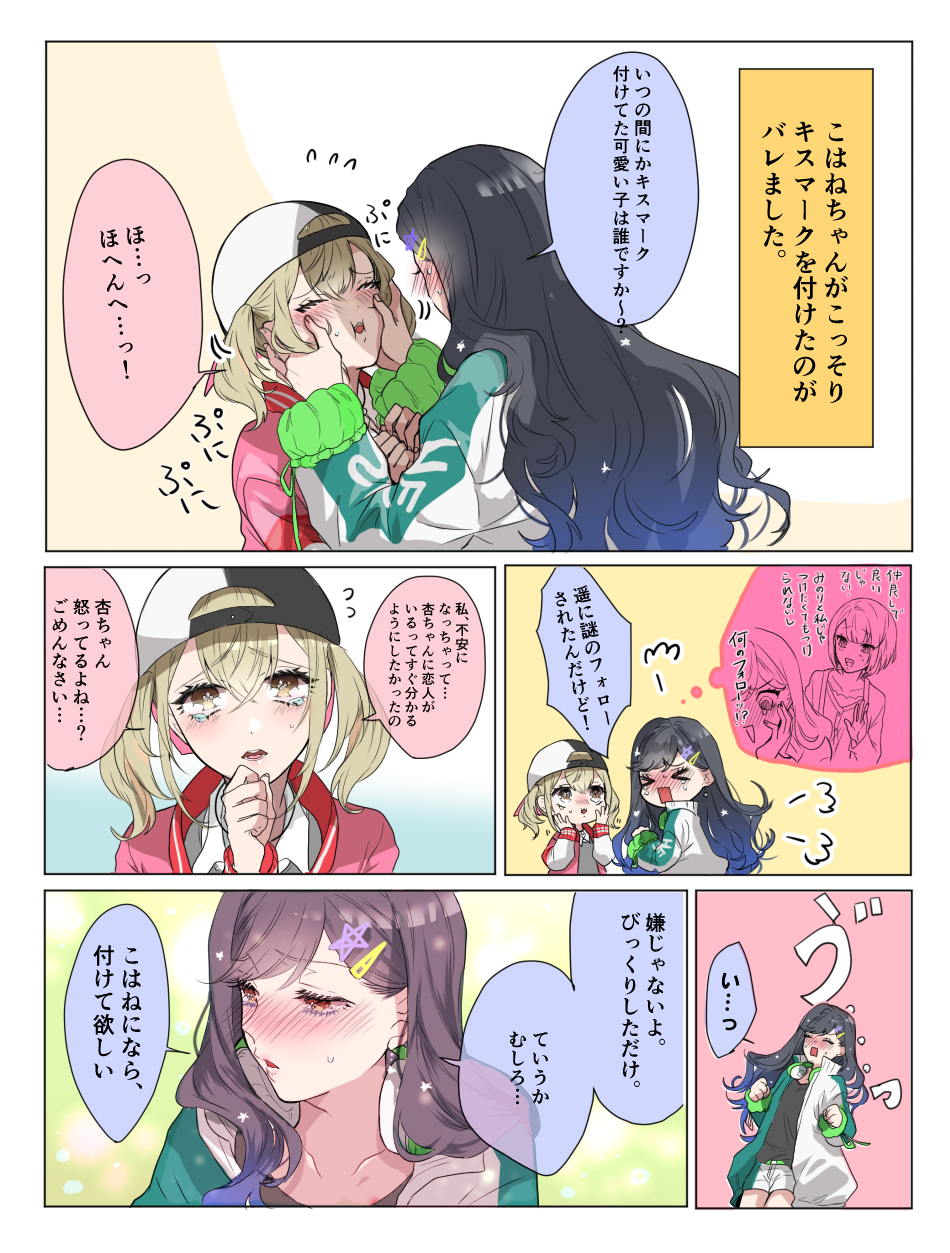 こはねちゃんがこっそり
キスマークを付けたのが
バレました。
いつの間にかキスマーク
付けてた可愛い子は誰ですか〜?
ぷに
ほ…っ
ほへんへ…っ!
ぷに
ぷに
仲良しで
良い
じゃ
ない。
みのりと私じゃ
つけたくてもつけ
られないし
何のフォローッ!?
遥に謎のフォロー
されたんだけど!
私、不安に
なっちゃって…
杏ちゃんに恋人が
いるってすぐ分かる
ようにしたかったの
杏ちゃん
怒ってるよね…?
ごめんなさい…
ブワッ
い…っ
嫌じゃないよ。
びっくりしただけ。
ていうか
むしろ…
こはねになら、
付けて欲しい